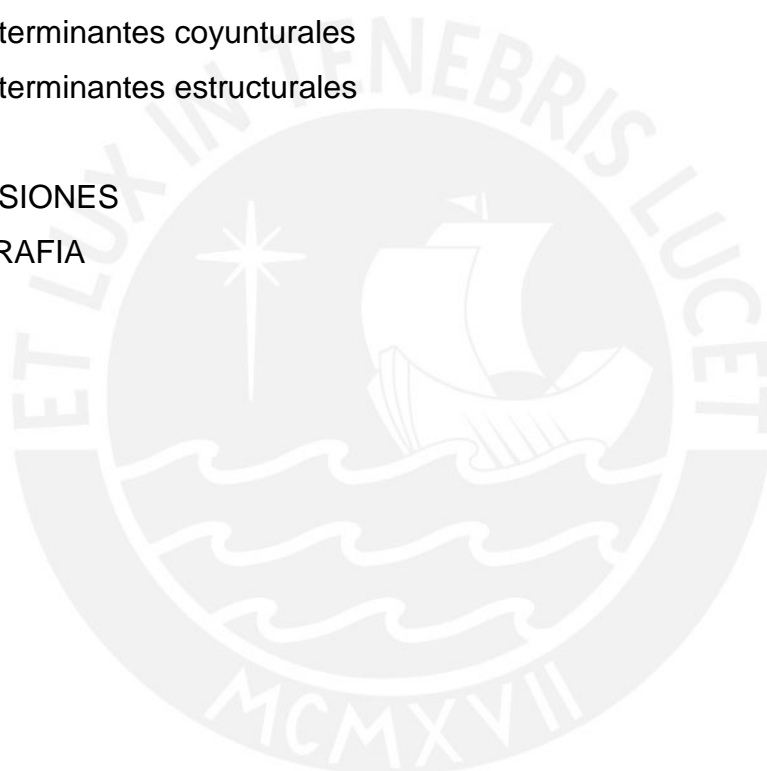 terminantes coyunturales
terminantes estructurales
SIONES
RAFIA
ET LUX IN TENEBRIS LUCET
MCMXVII